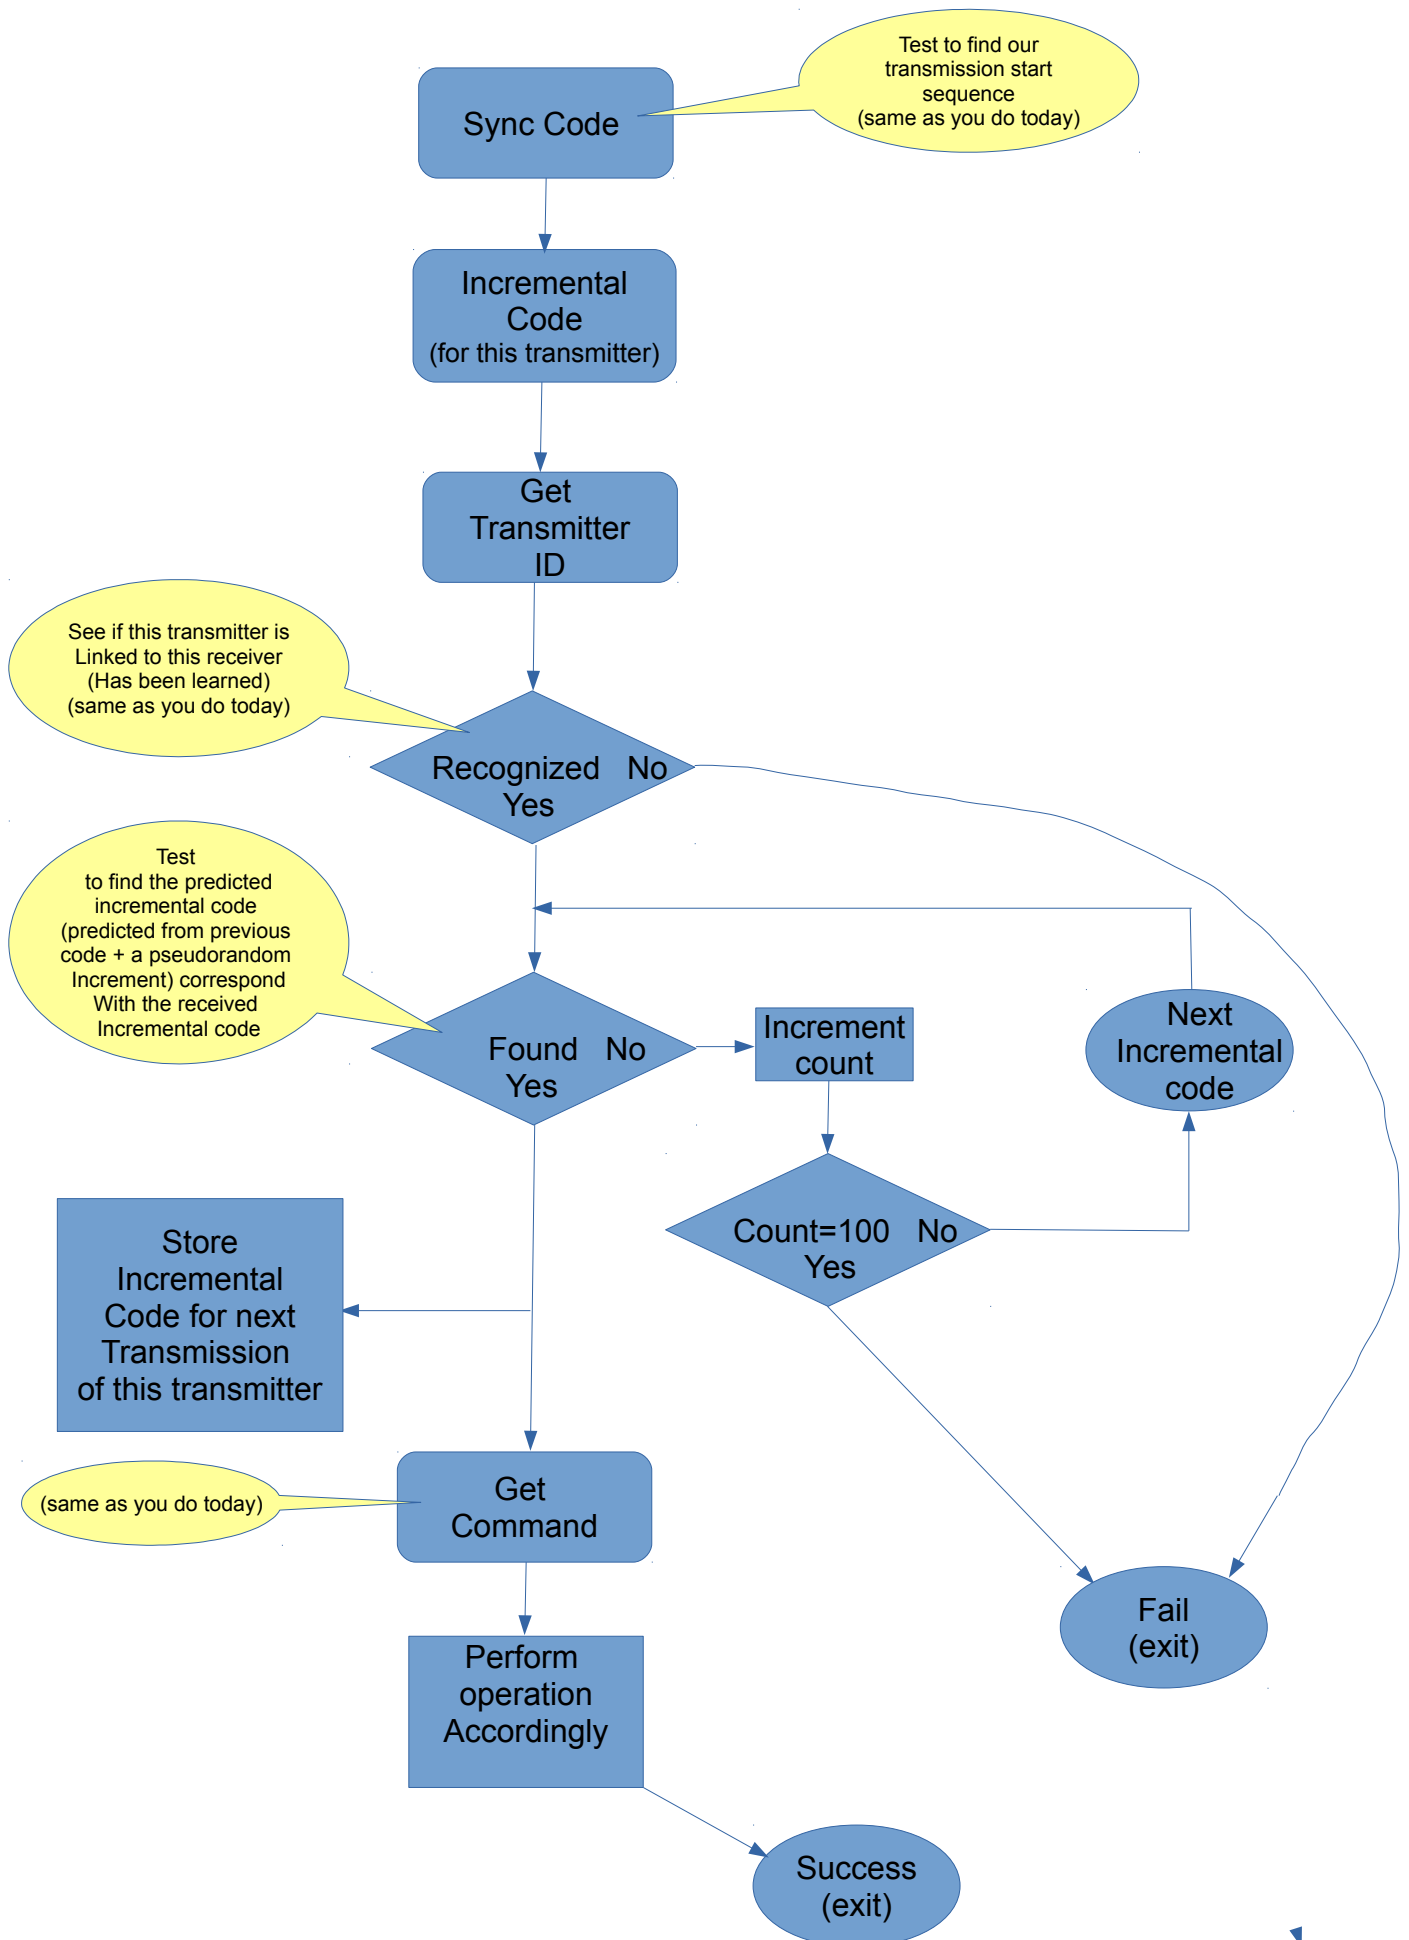 Test to find our
transmission start
sequence
(same as you do today)
Sync Code
Incremental
Code
(for this transmitter)
Get
Transmitter
ID
See if this transmitter is
Linked to this receiver
(Has been learned)
(same as you do today)
Recognized No
Yes
Test
to find the predicted
incremental code
(predicted from previous
code + a pseudorandom
Increment) correspond
With the received
Incremental code
Found No
Yes
Increment
count
Next
Incremental
code
Count=100 No
Yes
Store
Incremental
Code for next
Transmission
of this transmitter
(same as you do today)
Get
Command
Perform
operation
Accordingly
Fail
(exit)
Success
(exit)